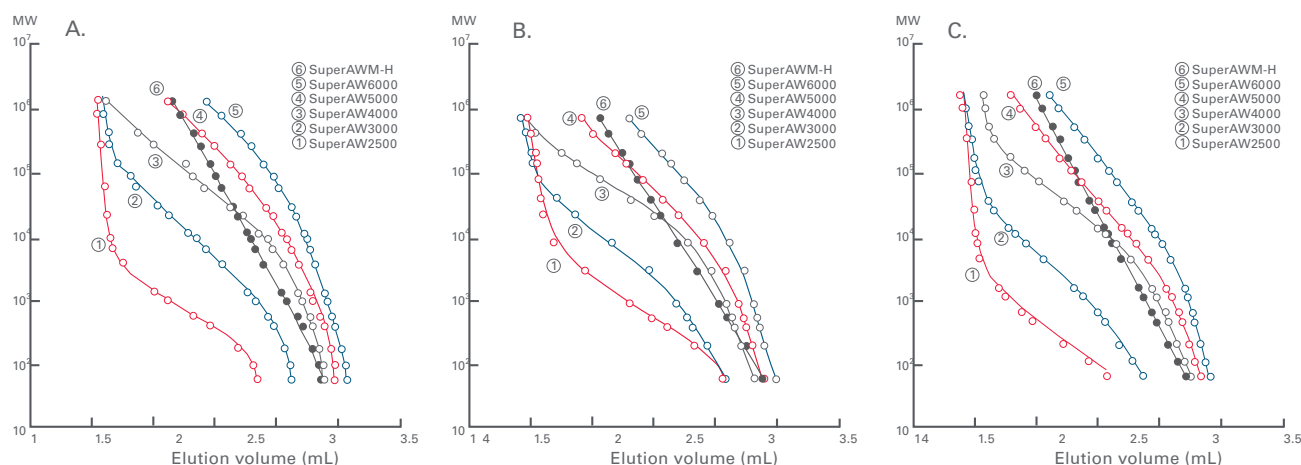 A.
MW
10⁷
10⁶
10⁵
10⁴
10³
10²
10
1
1.5
2
2.5
3
3.5
Elution volume (mL)
⑥ SuperAWM-H
⑤ SuperAW6000
④ SuperAW5000
③ SuperAW4000
② SuperAW3000
① SuperAW2500
⑥
⑤
④
③
②
①
B.
MW
10⁷
10⁶
10⁵
10⁴
10³
10²
10
1 4
1.5
2
2.5
3
3.5
Elution volume (mL)
⑥ SuperAWM-H
⑤ SuperAW6000
④ SuperAW5000
③ SuperAW4000
② SuperAW3000
① SuperAW2500
⑥
⑤
④
③
②
①
C.
MW
10⁷
10⁶
10⁵
10⁴
10³
10²
10
14
1.5
2
2.5
3
3.5
Elution volume (mL)
⑥ SuperAWM-H
⑤ SuperAW6000
④ SuperAW5000
③ SuperAW4000
② SuperAW3000
① SuperAW2500
⑥
⑤
④
③
②
①